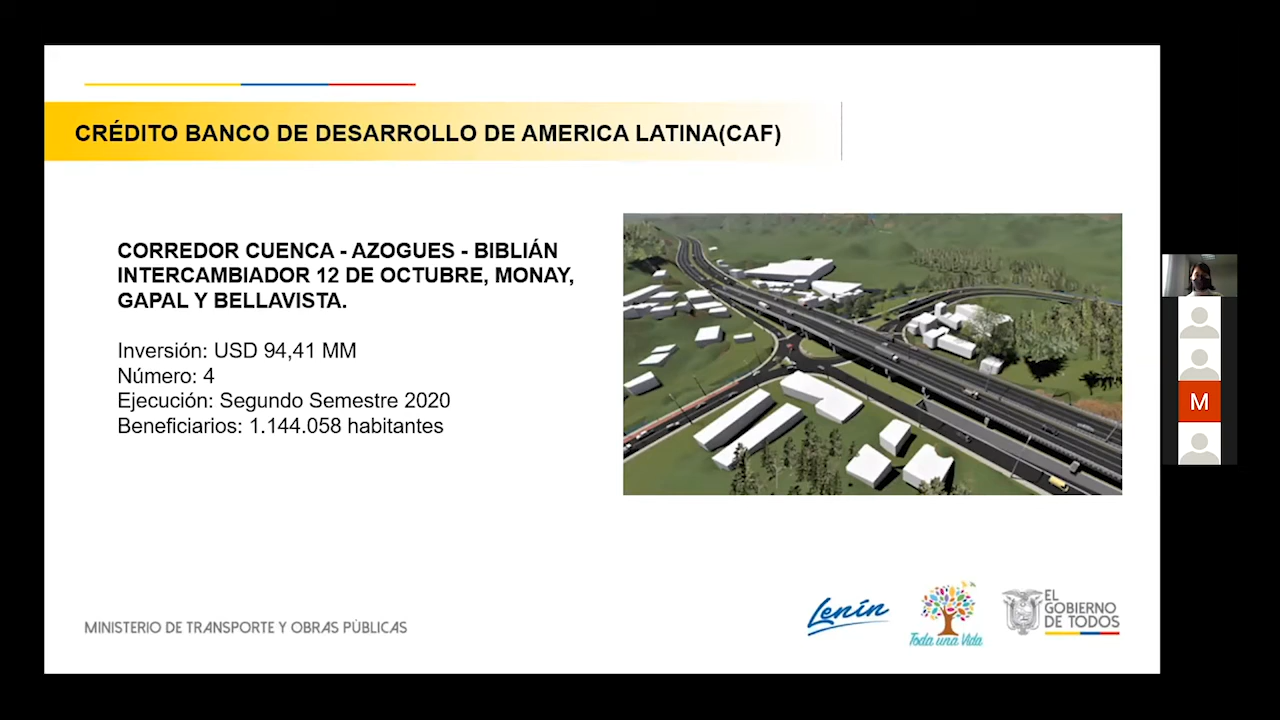 CRÉDITO BANCO DE DESARROLLO DE AMERICA LATINA(CAF)
CORREDOR CUENCA - AZOGUES - BIBLIÁN
INTERCAMBIADOR 12 DE OCTUBRE, MONAY,
GAPAL Y BELLAVISTA.
Inversión: USD 94,41 MM
Número: 4
Ejecución: Segundo Semestre 2020
Beneficiarios: 1.144.058 habitantes
M
MINISTERIO DE TRANSPORTE Y OBRAS PÚBLICAS
Lenín
Toda una Vida
EL
GOBIERNO
DE TODOS